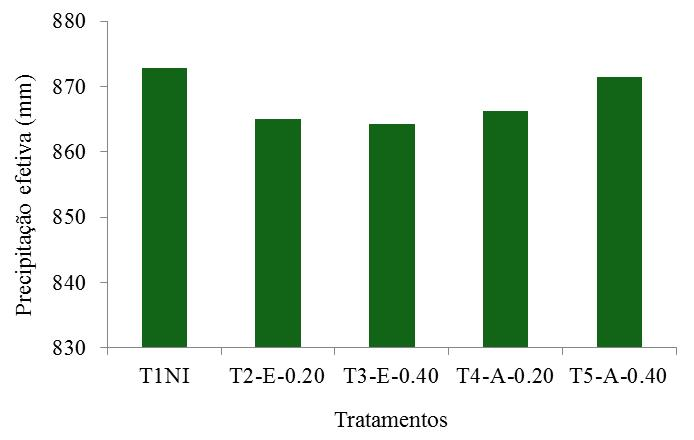 Precipitação efetiva (mm)
880
870
860
850
840
830
T1NI T2-E-0.20 T3-E-0.40 T4-A-0.20 T5-A-0.40
Tratamentos